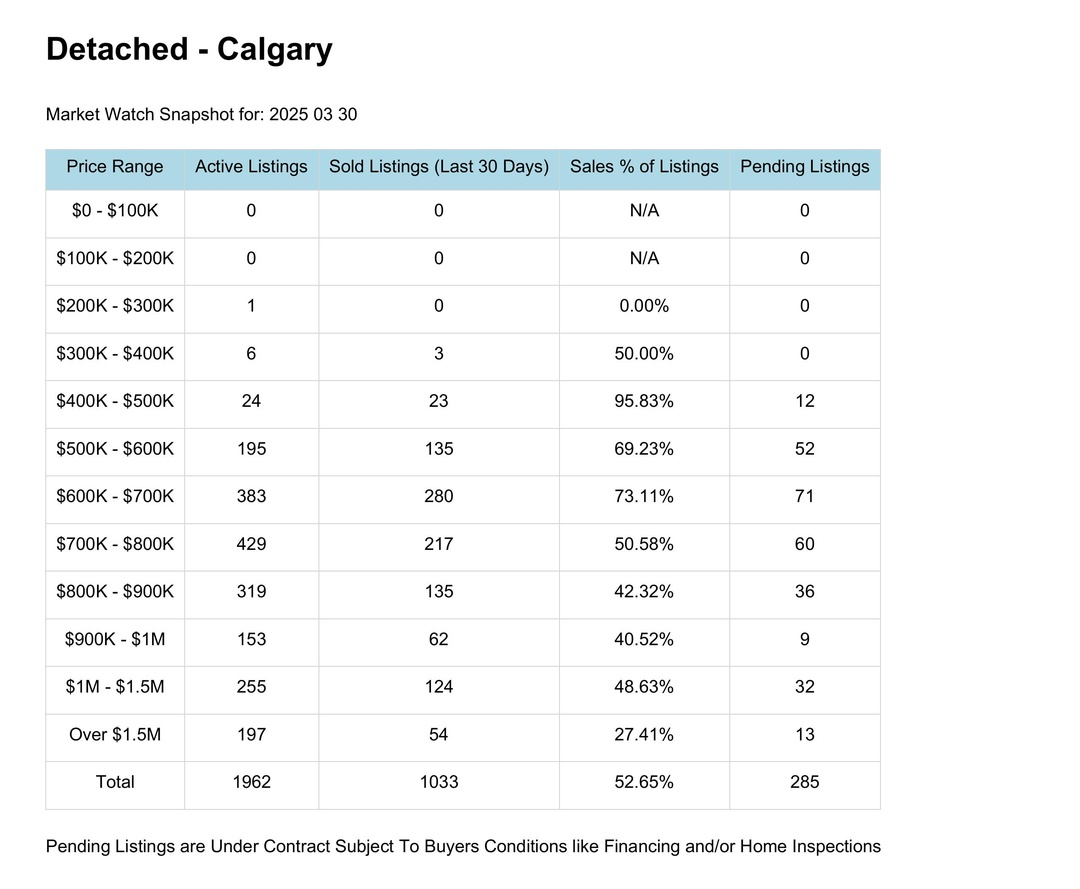 Detached - Calgary
Market Watch Snapshot for: 2025 03 30
Price Range Active Listings Sold Listings (Last 30 Days) Sales % of Listings Pending Listings
$0 - $100K 0 0 N/A 0
$100K - $200K 0 0 N/A 0
$200K - $300K 1 0 0.00% 0
$300K - $400K 6 3 50.00% 0
$400K - $500K 24 23 95.83% 12
$500K - $600K 195 135 69.23% 52
$600K - $700K 383 280 73.11% 71
$700K - $800K 429 217 50.58% 60
$800K - $900K 319 135 42.32% 36
$900K - $1M 153 62 40.52% 9
$1M - $1.5M 255 124 48.63% 32
Over $1.5M 197 54 27.41% 13
Total 1962 1033 52.65% 285
Pending Listings are Under Contract Subject To Buyers Conditions like Financing and/or Home Inspections